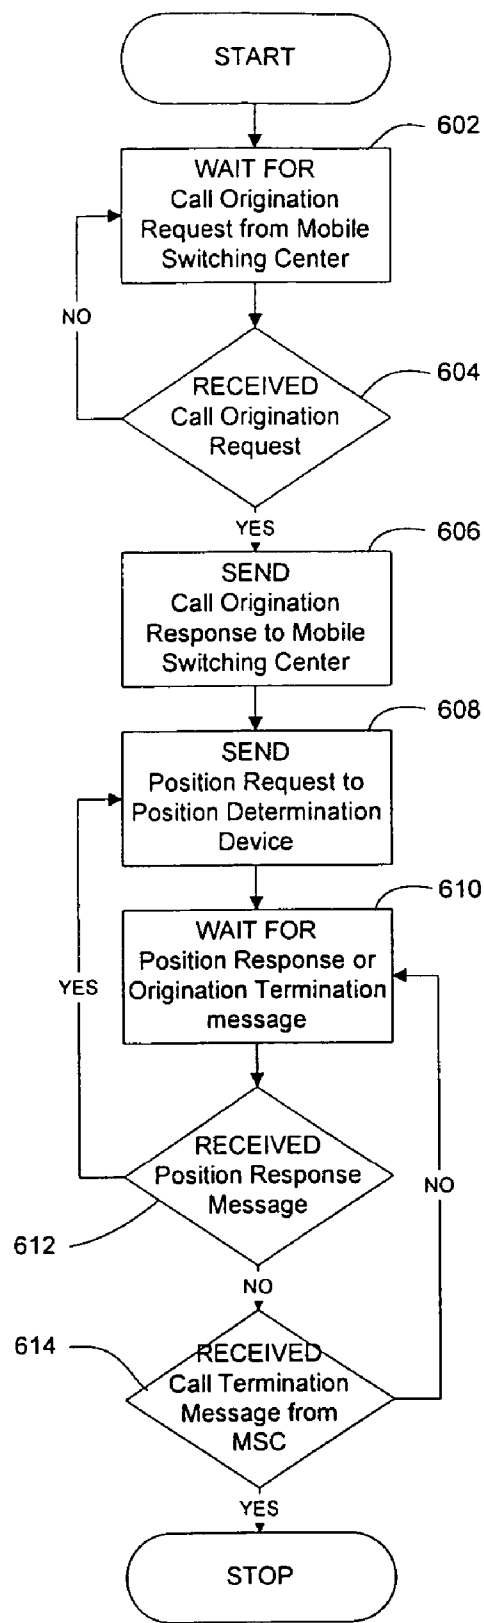 START
602
WAIT FOR
Call Origination
Request from Mobile
Switching Center
NO
604
RECEIVED
Call Origination
Request
YES
606
SEND
Call Origination
Response to Mobile
Switching Center
608
SEND
Position Request to
Position Determination
Device
610
WAIT FOR
Position Response or
Origination Termination
message
YES
RECEIVED
Position Response
Message
NO
612
NO
614
RECEIVED
Call Termination
Message from
MSC
YES
STOP